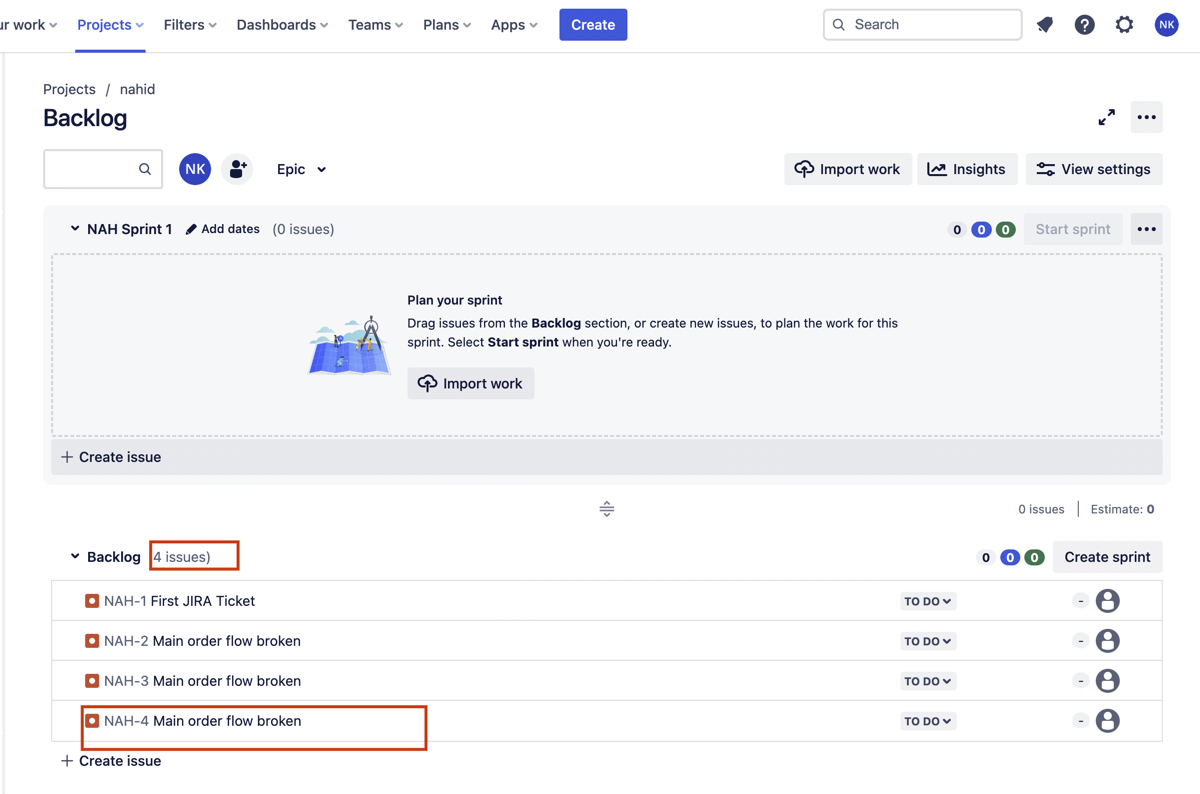 ur work Projects Filters Dashboards Teams Plans Apps Create Search NK
Projects / nahid
Backlog
NK Epic Import work Insights View settings
NAH Sprint 1 Add dates (0 issues) 0 0 0 Start sprint
Plan your sprint
Drag issues from the Backlog section, or create new issues, to plan the work for this
sprint. Select Start sprint when you're ready.
Import work
+ Create issue
0 issues Estimate: 0
Backlog 4 issues) 0 0 0 Create sprint
NAH-1 First JIRA Ticket TO DO -
NAH-2 Main order flow broken TO DO -
NAH-3 Main order flow broken TO DO -
NAH-4 Main order flow broken TO DO -
+ Create issue